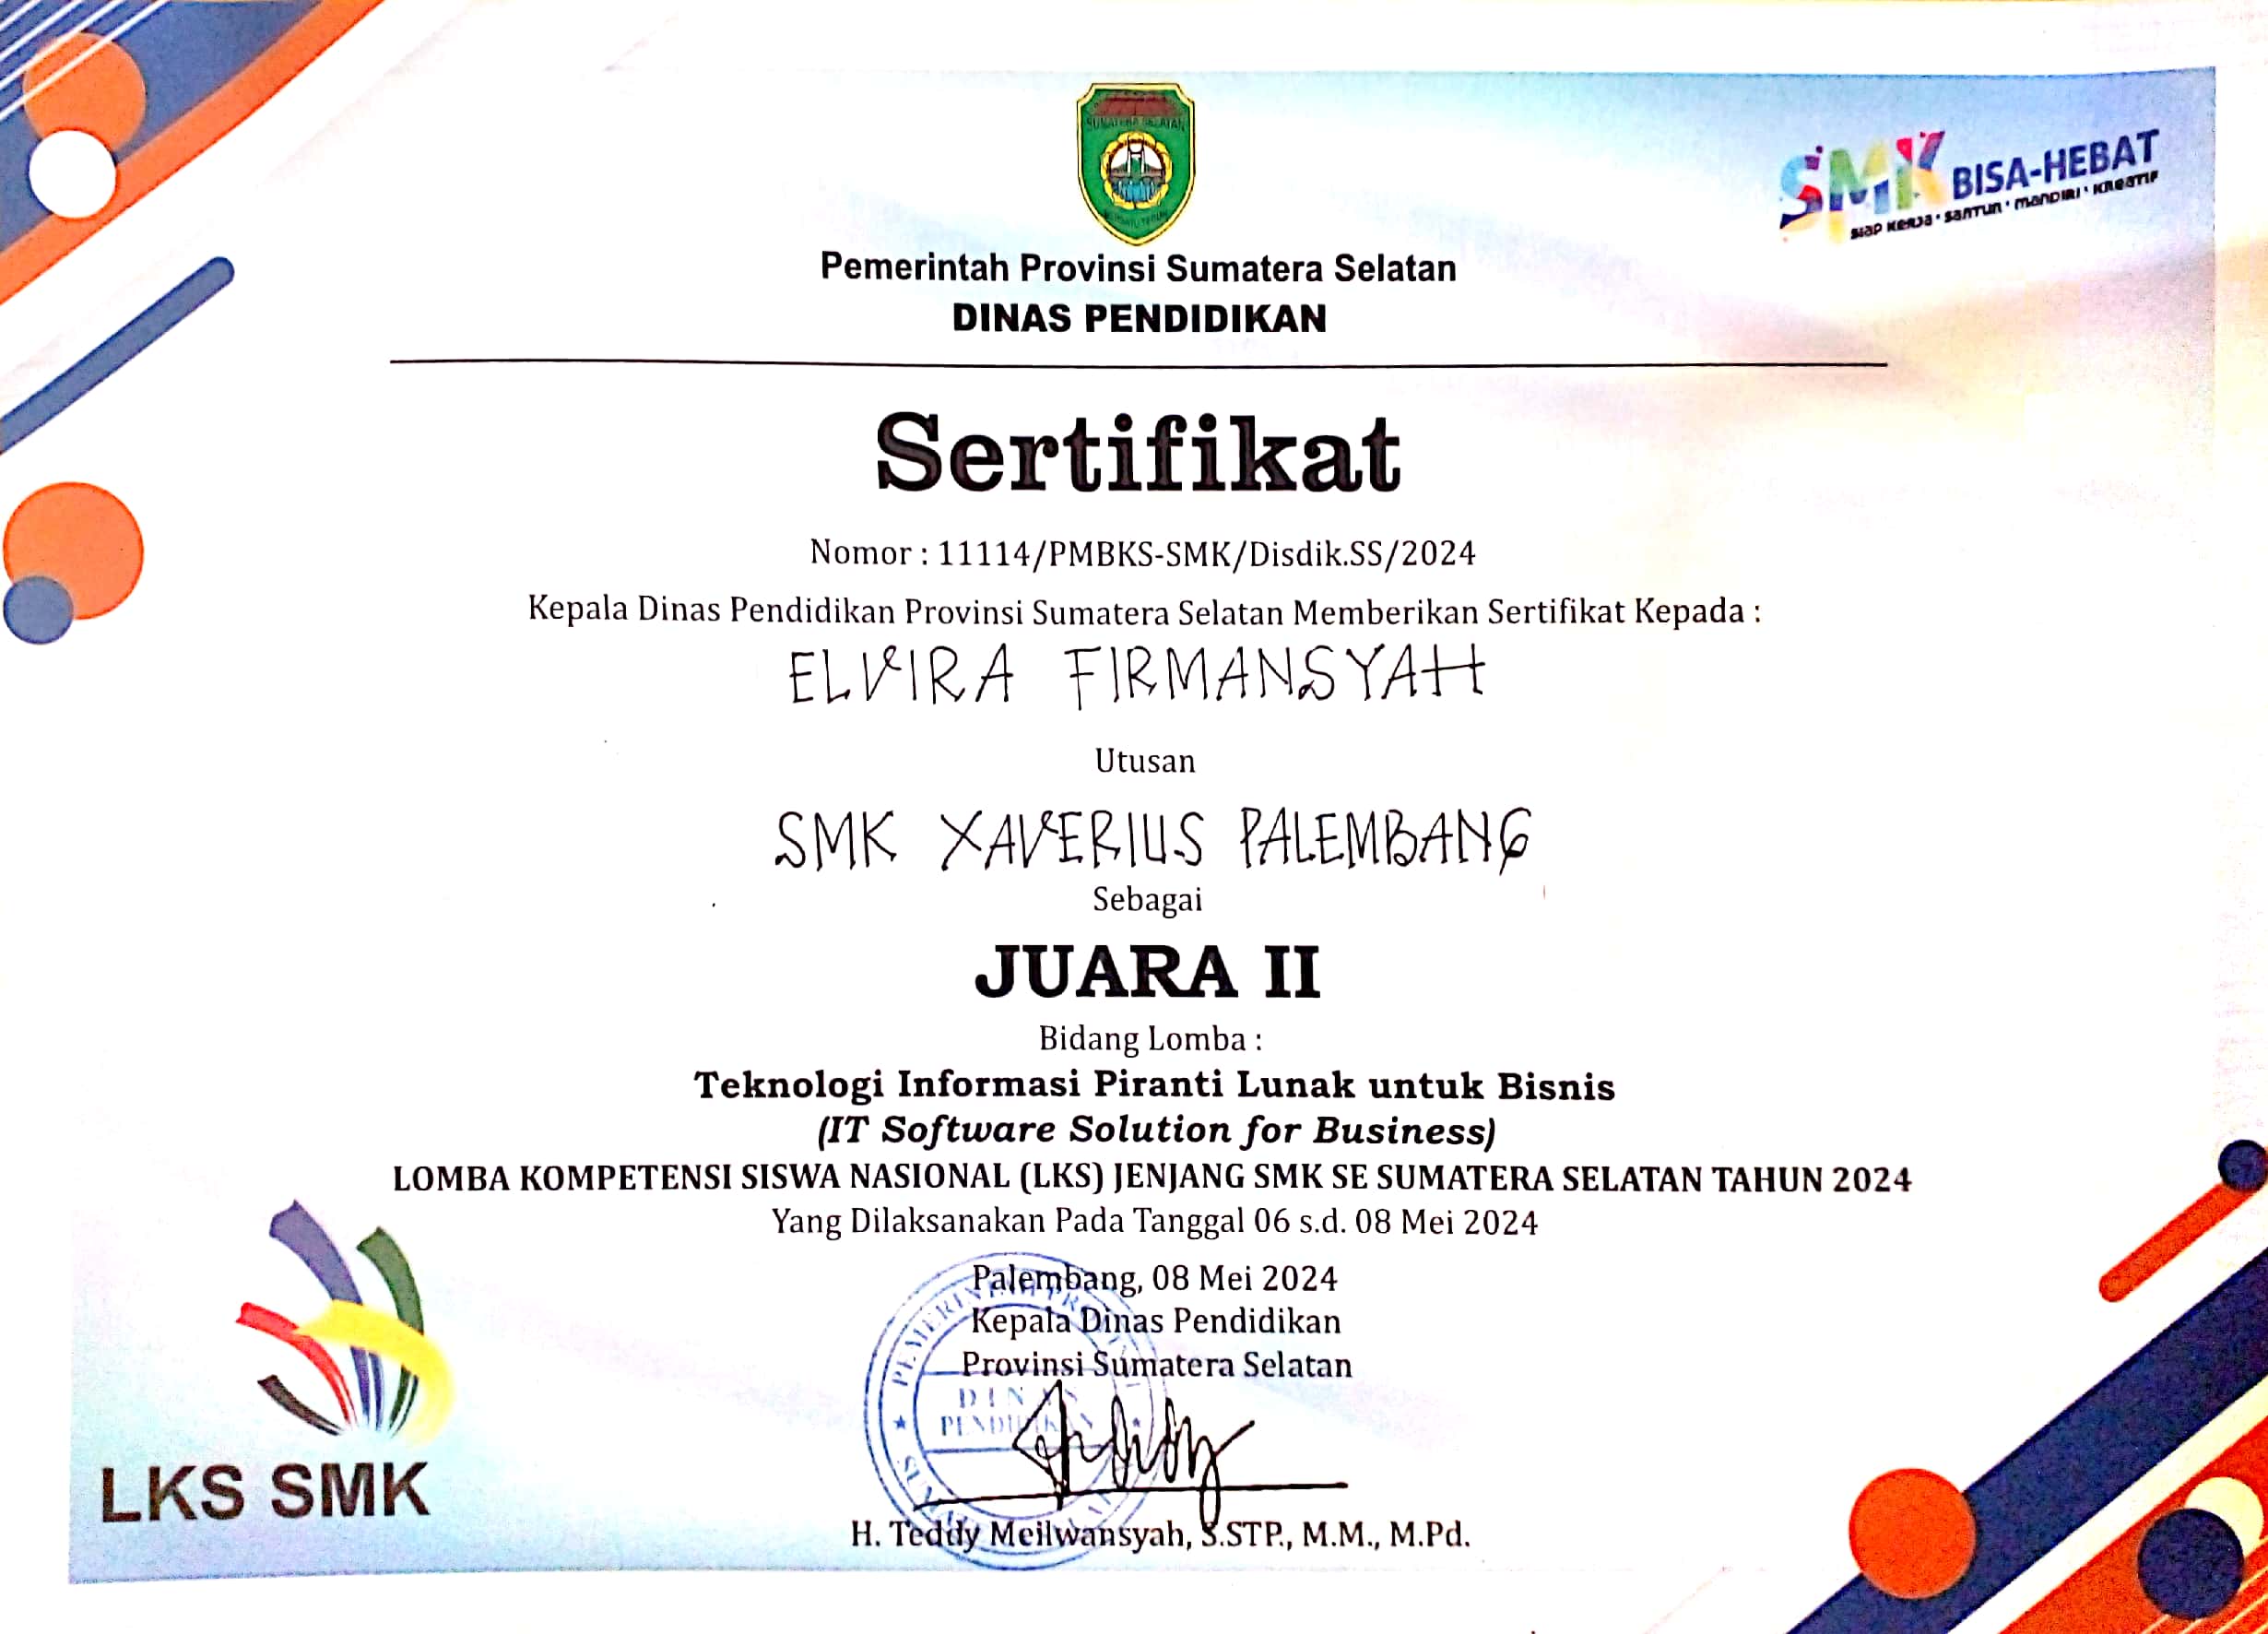 SUMATERA SELATAN
Pemerintah Provinsi Sumatera Selatan
DINAS PENDIDIKAN
SMK BISA-HEBAT
SIAP KERJA • SANTUN • MANDIRI • KREATIF
Sertifikat
Nomor : 11114/PMBKS-SMK/Disdik.SS/2024
Kepala Dinas Pendidikan Provinsi Sumatera Selatan Memberikan Sertifikat Kepada :
ELVIRA FIRMANSYAH
Utusan
SMK XAVERIUS PALEMBANG
Sebagai
JUARA II
Bidang Lomba :
Teknologi Informasi Piranti Lunak untuk Bisnis
(IT Software Solution for Business)
LOMBA KOMPETENSI SISWA NASIONAL (LKS) JENJANG SMK SE SUMATERA SELATAN TAHUN 2024
Yang Dilaksanakan Pada Tanggal 06 s.d. 08 Mei 2024
Palembang, 08 Mei 2024
Kepala Dinas Pendidikan
Provinsi Sumatera Selatan
DINAS
PENDIDIKAN
H. Teddy Meilwansyah, S.STP., M.M., M.Pd.
LKS SMK